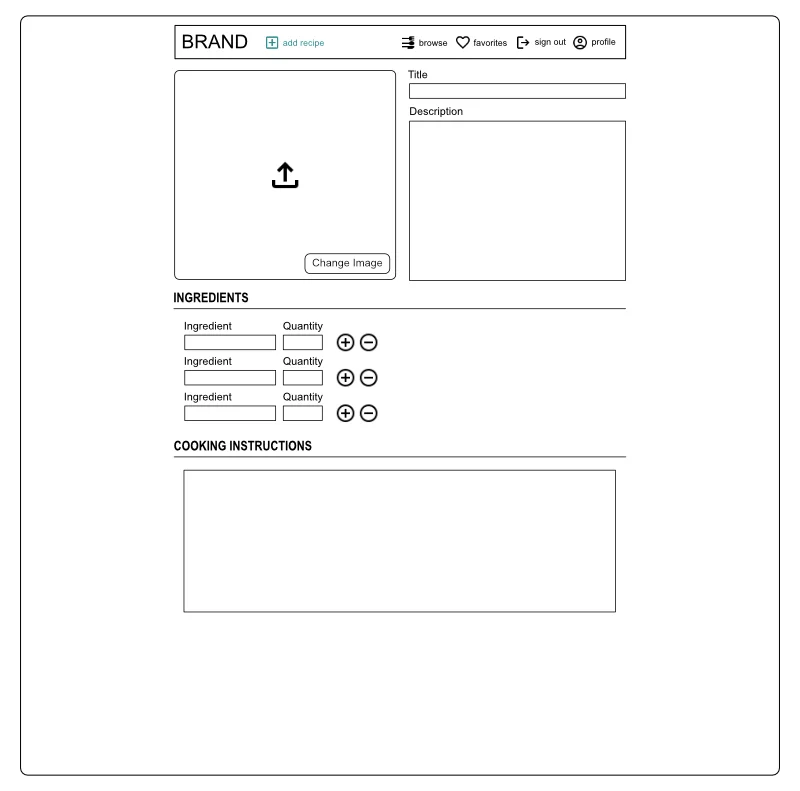 BRAND add recipe browse favorites sign out profile
Title
Description
Change Image
INGREDIENTS
Ingredient Quantity
Ingredient Quantity
Ingredient Quantity
COOKING INSTRUCTIONS